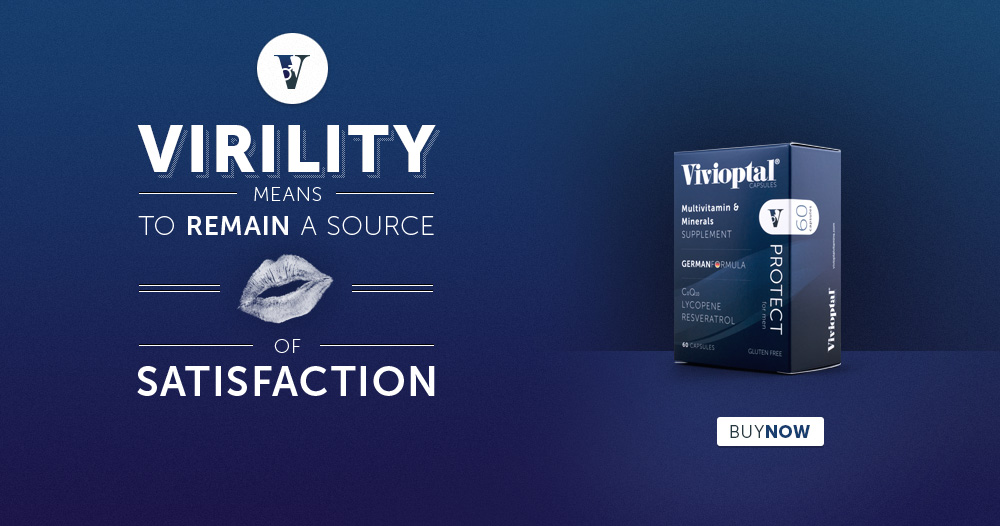 V
VIRILITY
MEANS
TO REMAIN A SOURCE
OF
SATISFACTION
Vivioptal®
CAPSULES
Multivitamin &
Minerals
SUPPLEMENT
GERMANFORMULA
CoQ10
LYCOPENE
RESVERATROL
60 CAPSULES
GLUTEN FREE
V
60
PROTECT
for men
Vivioptal®
BUYNOW